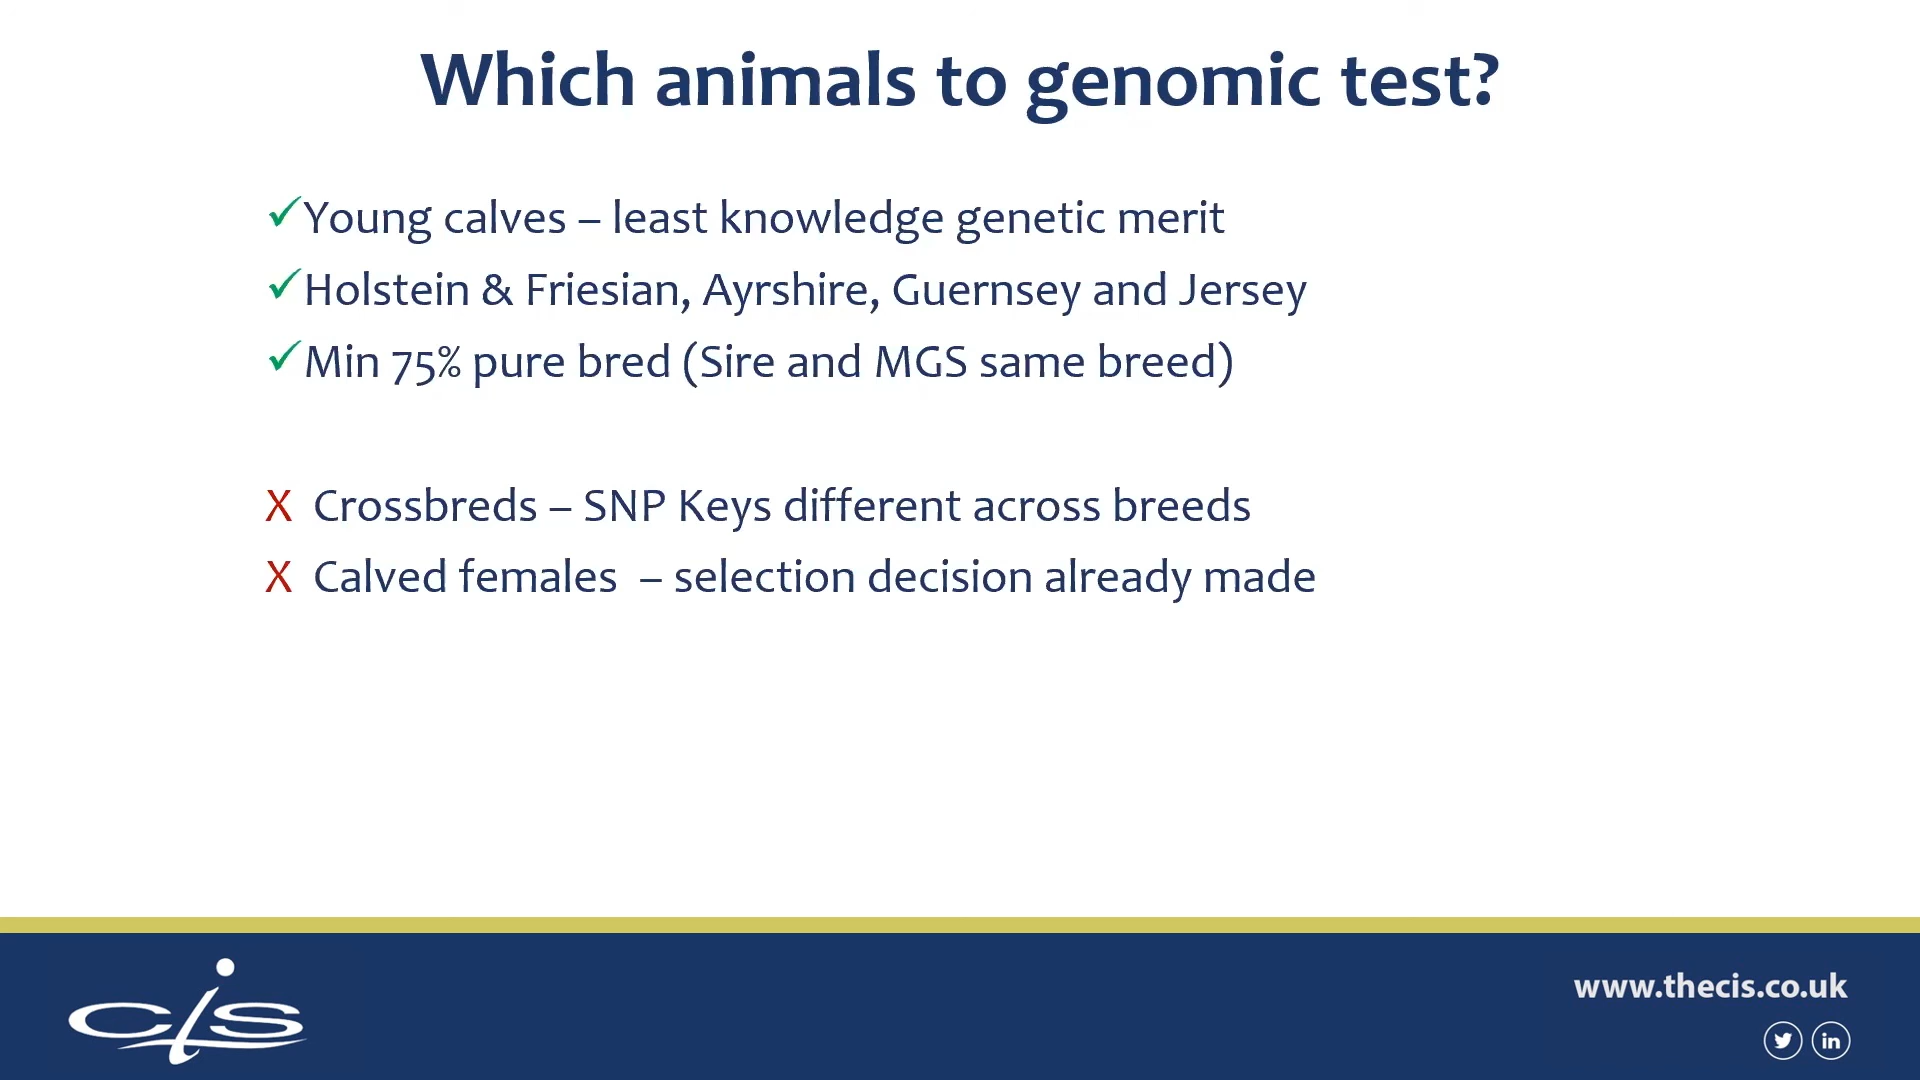 Which animals to genomic test?
✓Young calves – least knowledge genetic merit
✓Holstein & Friesian, Ayrshire, Guernsey and Jersey
✓Min 75% pure bred (Sire and MGS same breed)
X Crossbreds – SNP Keys different across breeds
X Calved females – selection decision already made
cis
www.thecis.co.uk
in